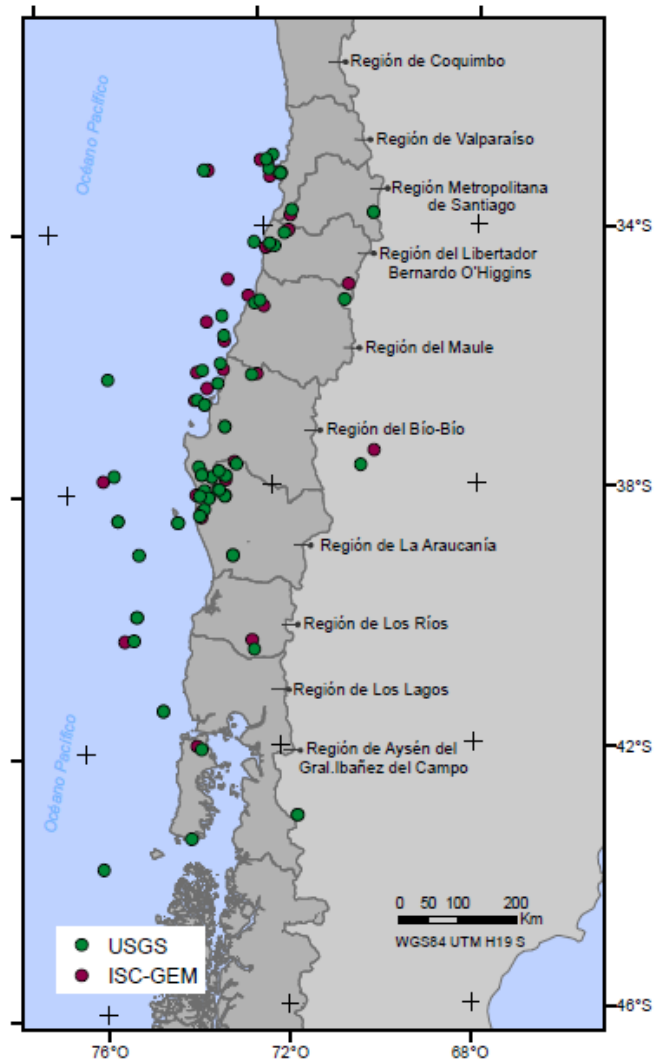 Océano Pacífico
Región de Coquimbo
Región de Valparaíso
Región Metropolitana
de Santiago
34°S
Región del Libertador
Bernardo O'Higgins
Región del Maule
Región del Bío-Bío
38°S
Región de La Araucanía
Región de Los Ríos
Región de Los Lagos
Océano Pacífico
Región de Aysén del
Gral.Ibañez del Campo
42°S
0 50 100 200
Km
WGS84 UTM H19 S
USGS
ISC-GEM
46°S
76°O 72°O 68°O